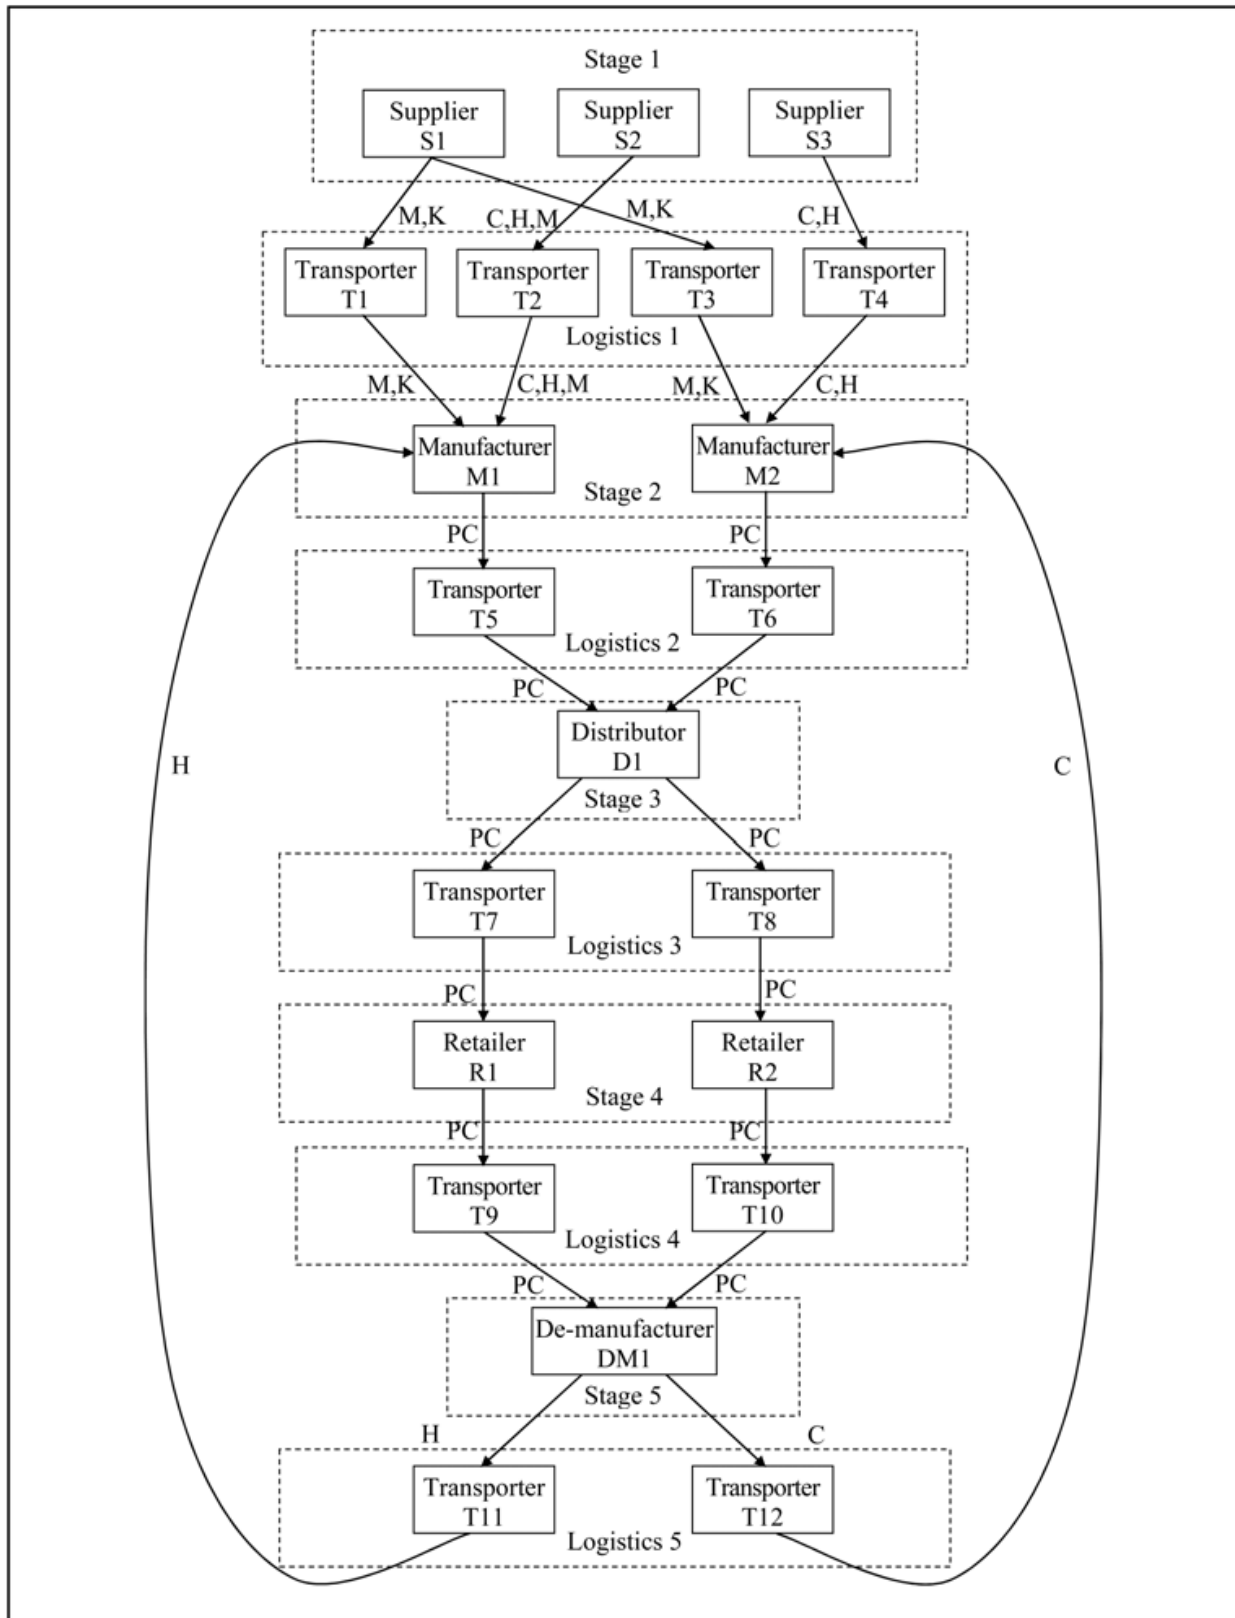 Stage 1
Supplier
S1
Supplier
S2
Supplier
S3
M,K
C,H,M
M,K
C,H
Transporter
T1
Transporter
T2
Transporter
T3
Transporter
T4
Logistics 1
M,K
C,H,M
M,K
C,H
Manufacturer
M1
Manufacturer
M2
Stage 2
PC
PC
Transporter
T5
Transporter
T6
Logistics 2
PC
PC
Distributor
D1
H
C
Stage 3
PC
PC
Transporter
T7
Transporter
T8
Logistics 3
PC
PC
Retailer
R1
Retailer
R2
Stage 4
PC
PC
Transporter
T9
Transporter
T10
Logistics 4
PC
PC
De-manufacturer
DM1
Stage 5
H
C
Transporter
T11
Transporter
T12
Logistics 5